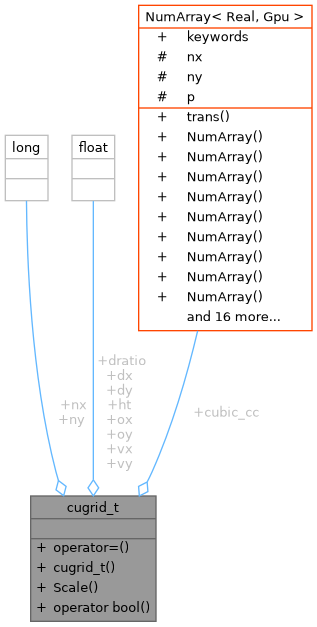 NumArray< Real, Gpu >
+ keywords
# nx
# ny
# p
+ trans()
+ NumArray()
+ NumArray()
+ NumArray()
+ NumArray()
+ NumArray()
+ NumArray()
+ NumArray()
+ NumArray()
+ NumArray()
and 16 more...
long
float
+nx
+ny
+dratio
+dx
+dy
+ht
+ox
+oy
+vx
+vy
+cubic_cc
cugrid_t
+ operator=()
+ cugrid_t()
+ Scale()
+ operator bool()